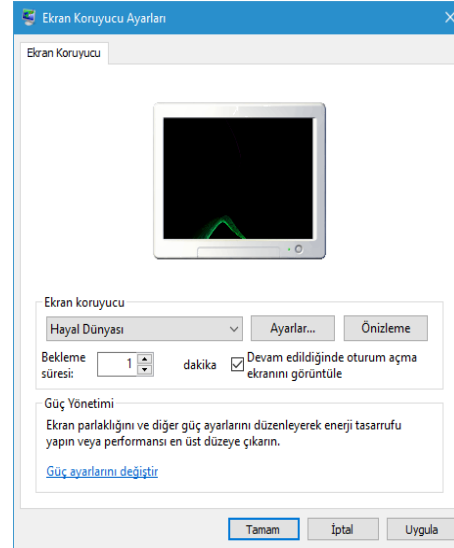 Ekran Koruyucu Ayarları
Ekran Koruyucu
Ekran koruyucu
Hayal Dünyası
Ayarlar...
Önizleme
Bekleme
süresi:
1
dakika
Devam edildiğinde oturum açma
ekranını görüntüle
Güç Yönetimi
Ekran parlaklığını ve diğer güç ayarlarını düzenleyerek enerji tasarrufu
yapın veya performansı en üst düzeye çıkarın.
Güç ayarlarını değiştir
Tamam
İptal
Uygula